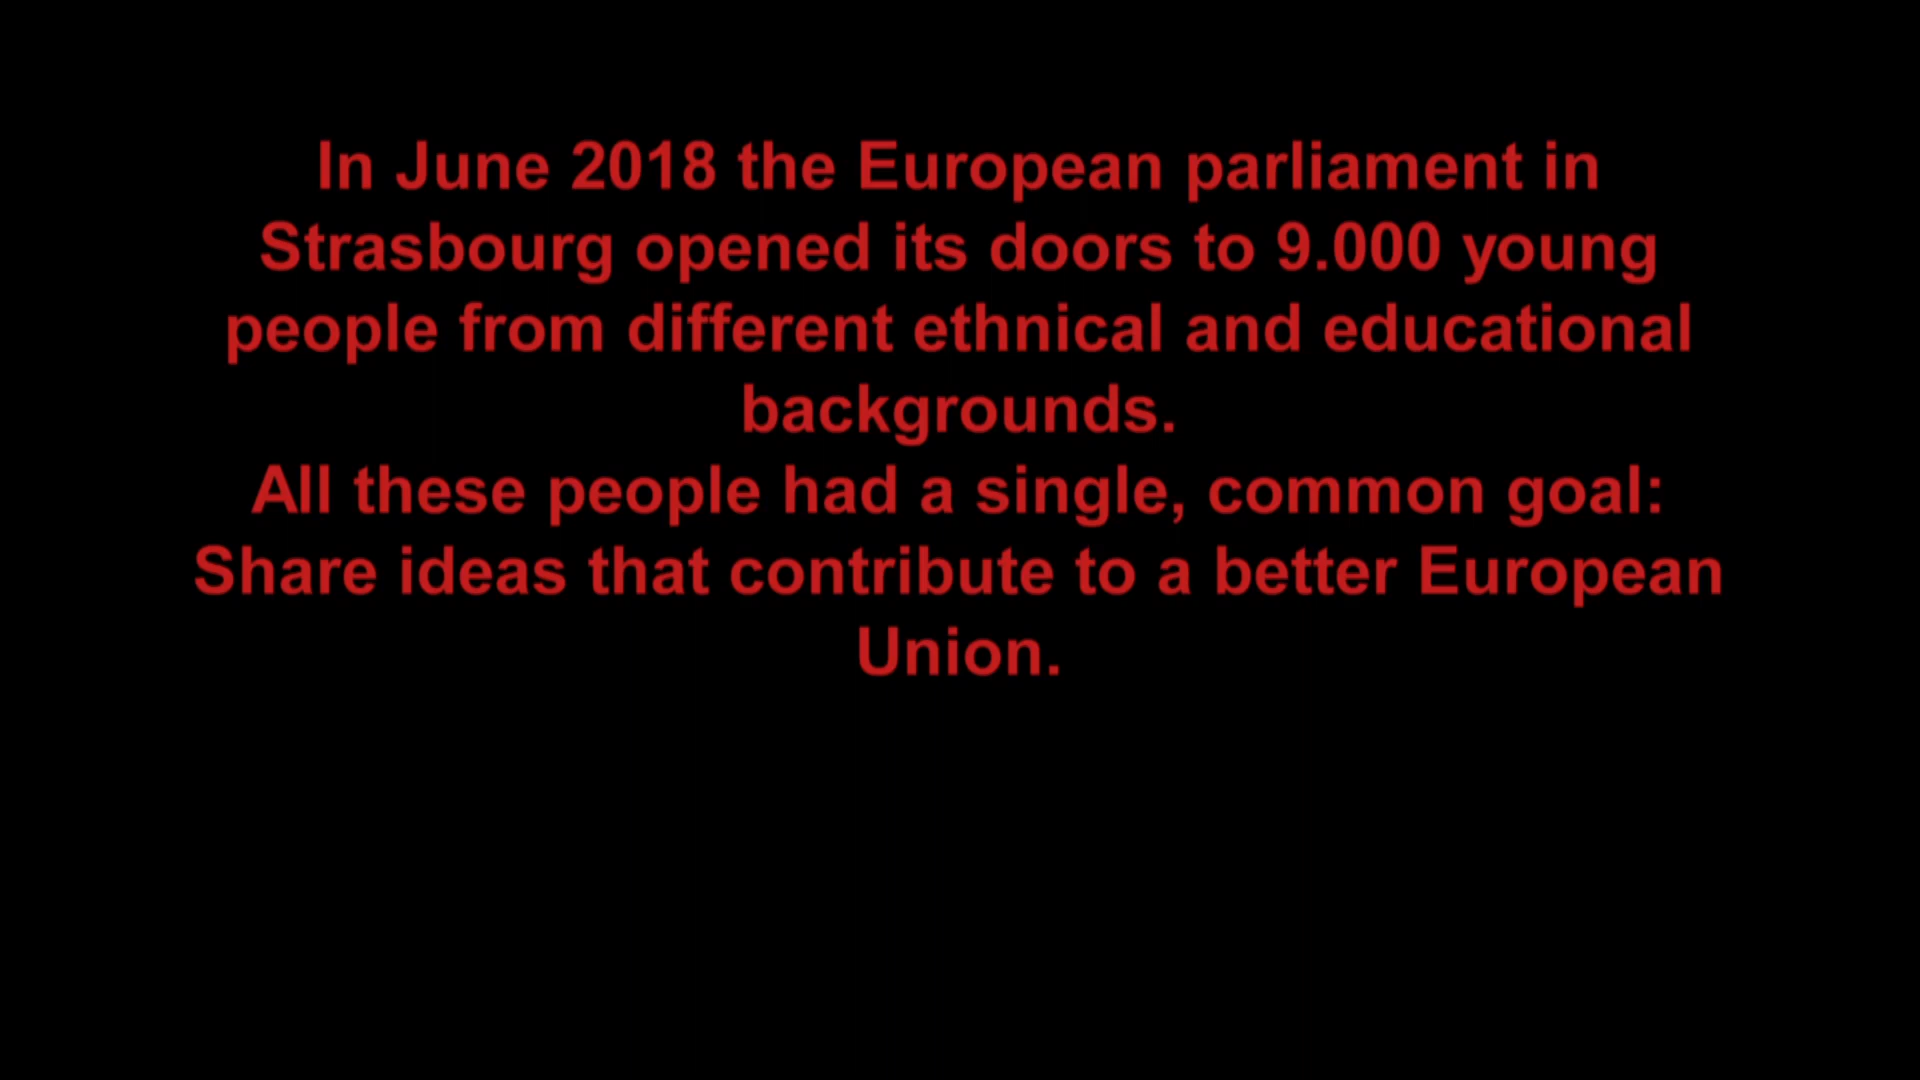 In June 2018 the European parliament in
Strasbourg opened its doors to 9.000 young
people from different ethnical and educational
backgrounds.
All these people had a single, common goal:
Share ideas that contribute to a better European
Union.